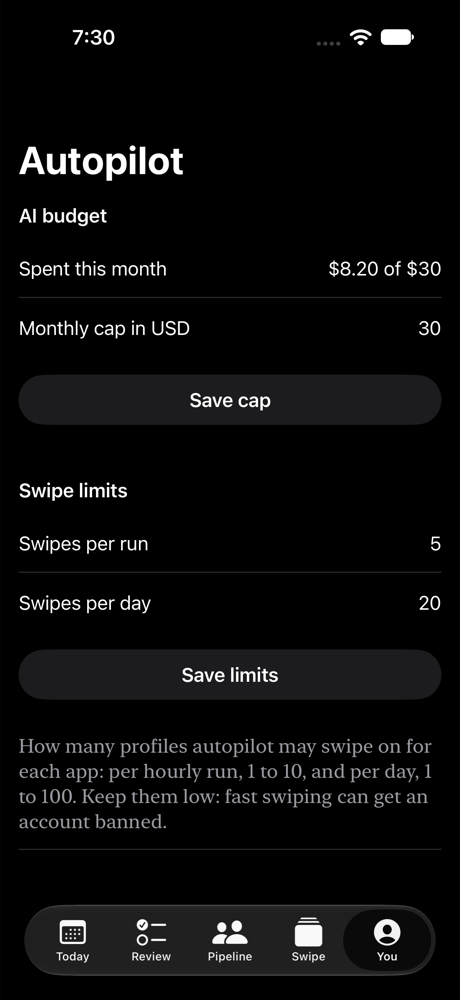 7:30
Autopilot
AI budget
Spent this month $8.20 of $30
Monthly cap in USD 30
Save cap
Swipe limits
Swipes per run 5
Swipes per day 20
Save limits
How many profiles autopilot may swipe on for
each app: per hourly run, 1 to 10, and per day, 1
to 100. Keep them low: fast swiping can get an
account banned.
Today Review Pipeline Swipe You